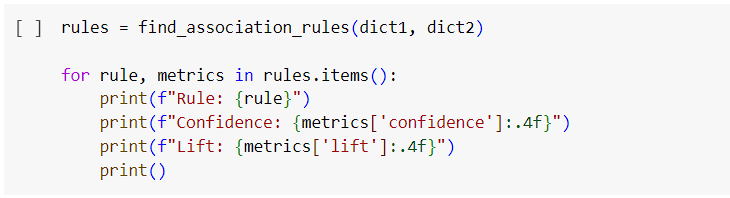 [ ] rules = find_association_rules(dict1, dict2)

    for rule, metrics in rules.items():
        print(f"Rule: {rule}")
        print(f"Confidence: {metrics['confidence']:.4f}")
        print(f"Lift: {metrics['lift']:.4f}")
        print()